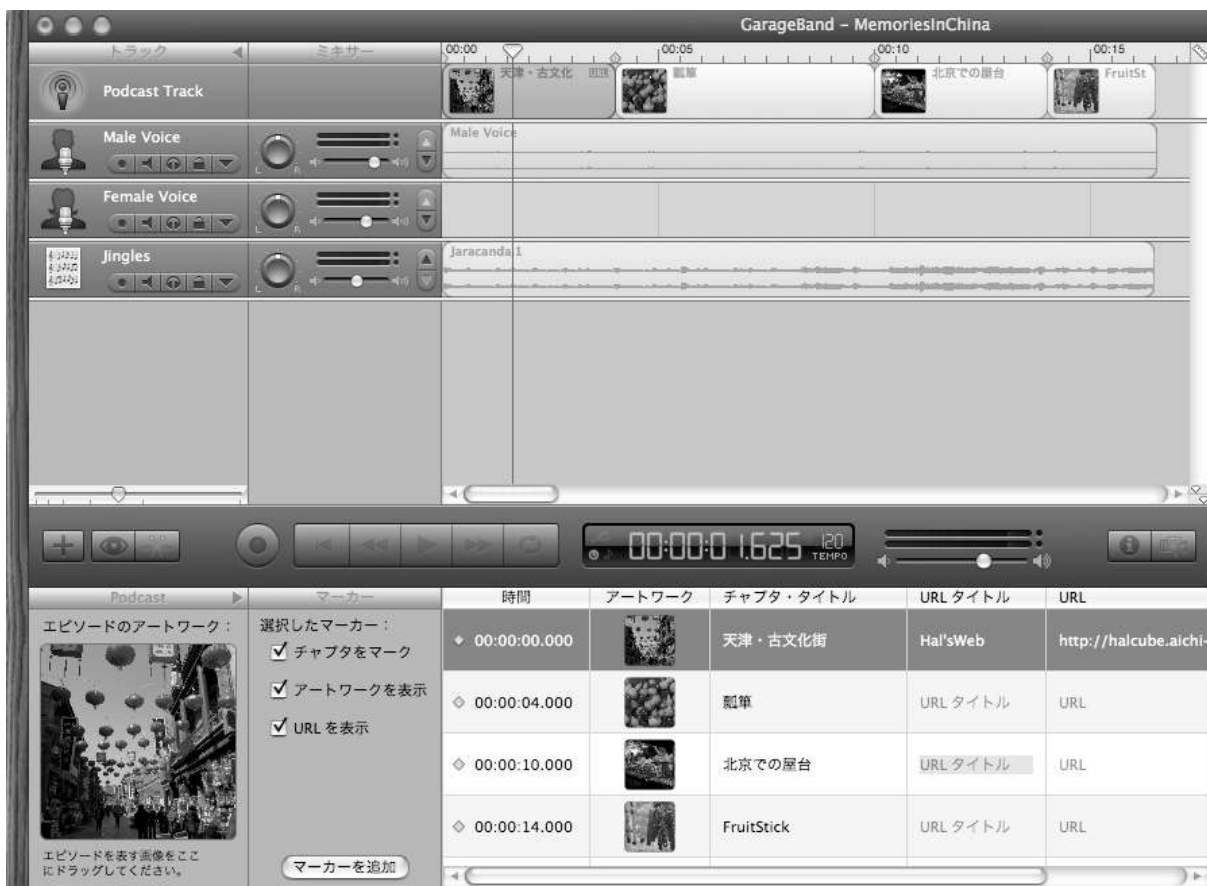 GarageBand – MemoriesInChina
トラック
ミキサー
00:00
00:05
00:10
00:15
Podcast Track
天津・古文化
瓢箪
北京での屋台
FruitSt
Male Voice
Male Voice
L R
Female Voice
L R
Jingles
Jaracanda 1
L R
00:00:01.625
120
TEMPO
Podcast
マーカー
時間 アートワーク チャプタ・タイトル URL タイトル URL
エピソードのアートワーク：
選択したマーカー：
チャプタをマーク
アートワークを表示
URL を表示
マーカーを追加
エピソードを表す画像をここ
にドラッグしてください。
00:00:00.000 天津・古文化街 Hal'sWeb http://halcube.aichi-
00:00:04.000 瓢箪 URL タイトル URL
00:00:10.000 北京での屋台 URL タイトル URL
00:00:14.000 FruitStick URL タイトル URL